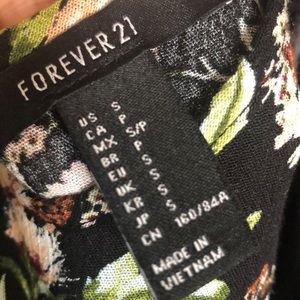 FOREVER 21
US S
CA P
MX S/P
BR P
EU S
UK S
KR S
JP S
CN 160/84A
MADE IN
VIETNAM